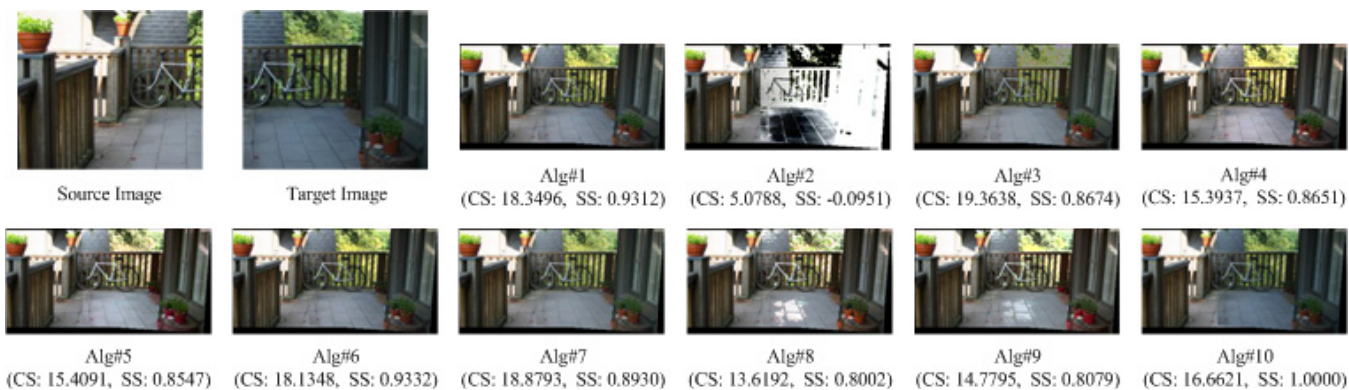 Source Image
Target Image
Alg#1
(CS: 18.3496, SS: 0.9312)
Alg#2
(CS: 5.0788, SS: -0.0951)
Alg#3
(CS: 19.3638, SS: 0.8674)
Alg#4
(CS: 15.3937, SS: 0.8651)
Alg#5
(CS: 15.4091, SS: 0.8547)
Alg#6
(CS: 18.1348, SS: 0.9332)
Alg#7
(CS: 18.8793, SS: 0.8930)
Alg#8
(CS: 13.6192, SS: 0.8002)
Alg#9
(CS: 14.7795, SS: 0.8079)
Alg#10
(CS: 16.6621, SS: 1.0000)